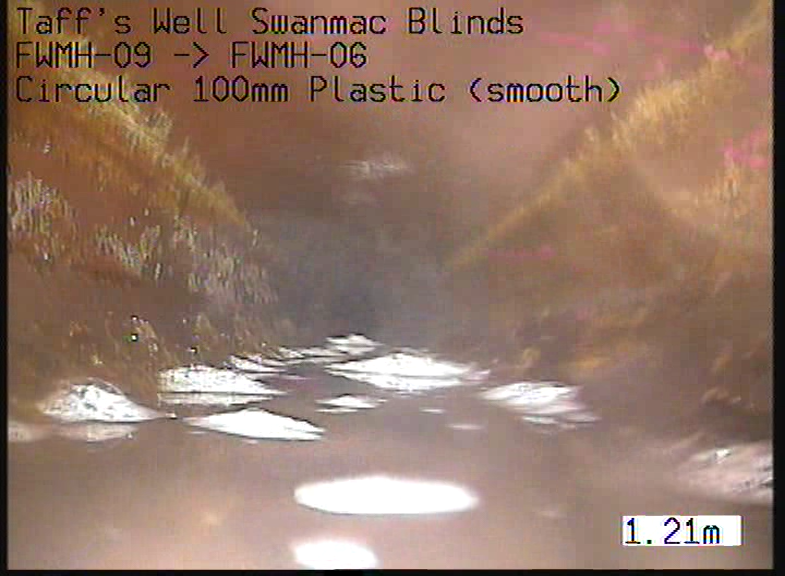 Taff's Well Swanmac Blinds
FWMH-09 -> FWMH-06
Circular 100mm Plastic (smooth)
1.21m